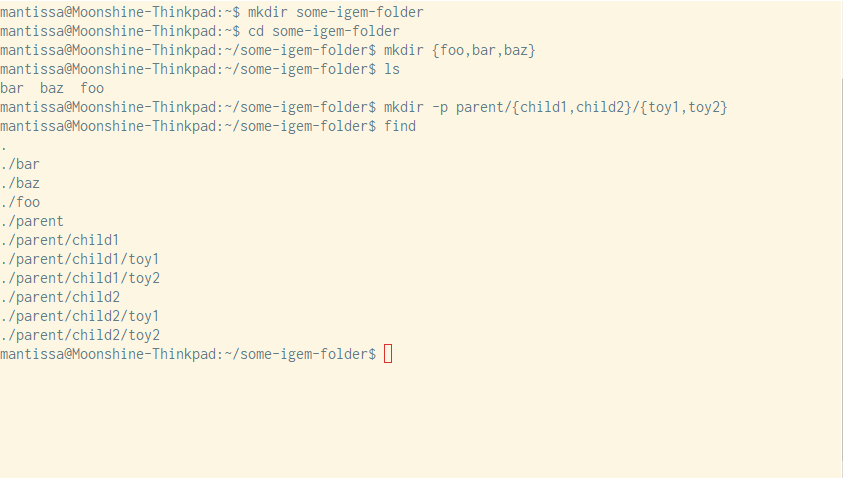 mantissa@Moonshine-Thinkpad:~$ mkdir some-igem-folder
mantissa@Moonshine-Thinkpad:~$ cd some-igem-folder
mantissa@Moonshine-Thinkpad:~/some-igem-folder$ mkdir {foo,bar,baz}
mantissa@Moonshine-Thinkpad:~/some-igem-folder$ ls
bar  baz  foo
mantissa@Moonshine-Thinkpad:~/some-igem-folder$ mkdir -p parent/{child1,child2}/{toy1,toy2}
mantissa@Moonshine-Thinkpad:~/some-igem-folder$ find
.
./bar
./baz
./foo
./parent
./parent/child1
./parent/child1/toy1
./parent/child1/toy2
./parent/child2
./parent/child2/toy1
./parent/child2/toy2
mantissa@Moonshine-Thinkpad:~/some-igem-folder$